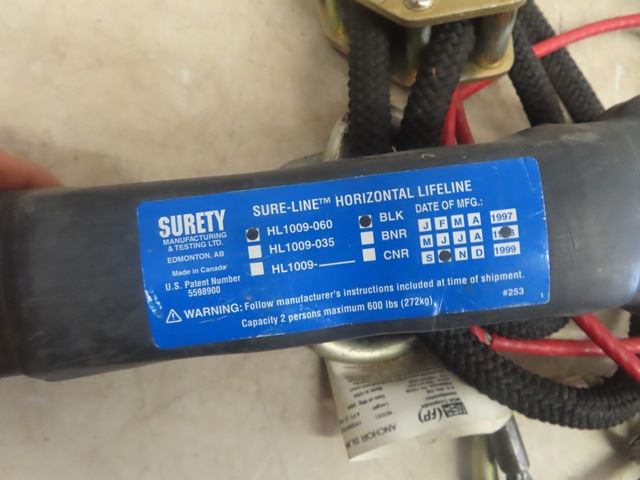 SURE-LINE™ HORIZONTAL LIFELINE
SURETY
MANUFACTURING
& TESTING LTD.
EDMONTON, AB
Made in Canada
U.S. Patent Number
5598900
HL1009-060
HL1009-035
HL1009-____
BLK
BNR
CNR
DATE OF MFG.:
J F M A 1997
M J J A
S N D 1999
WARNING: Follow manufacturer's instructions included at time of shipment.
Capacity 2 persons maximum 600 lbs (272kg)
#253
ANCHOR